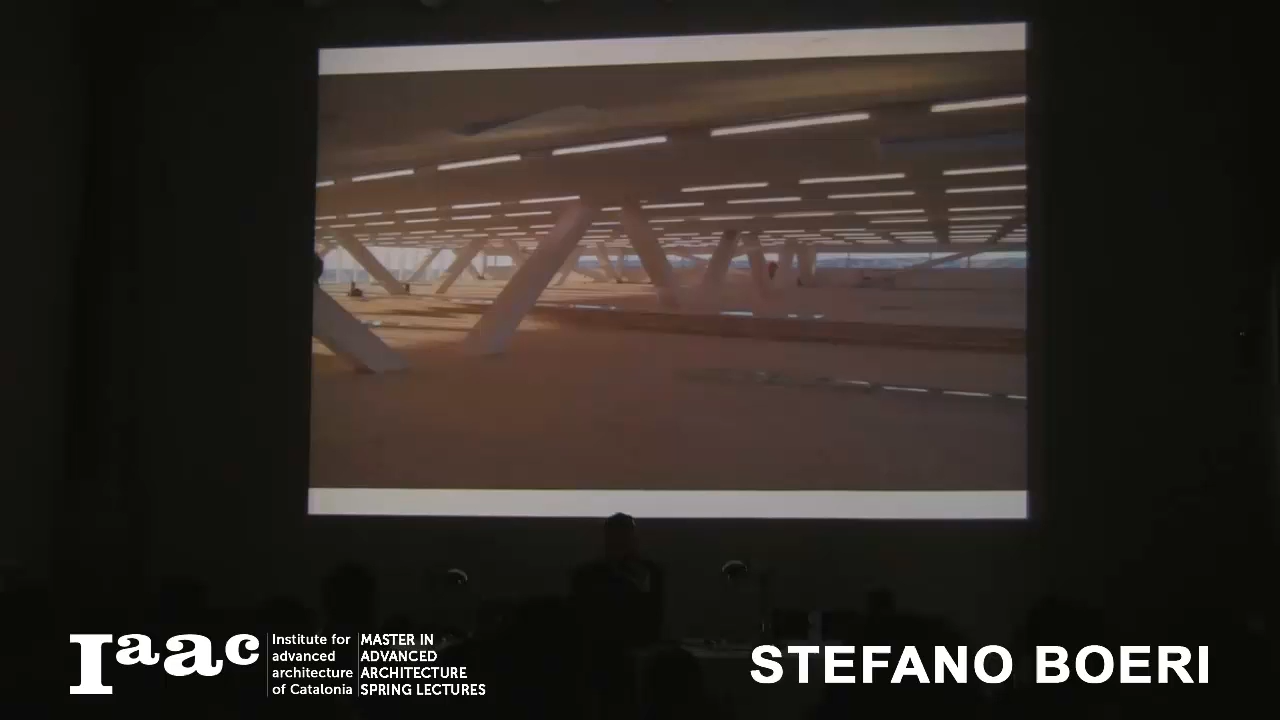 Iaac
Institute for
advanced
architecture
of Catalonia
MASTER IN
ADVANCED
ARCHITECTURE
SPRING LECTURES
STEFANO BOERI